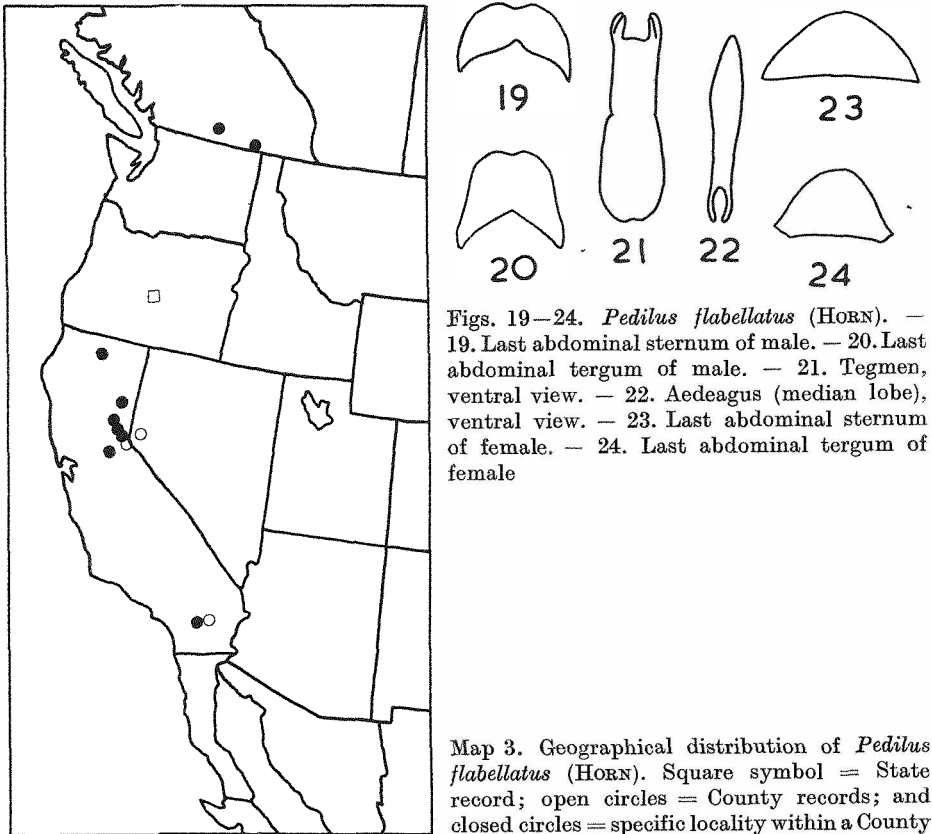 19
20
21
22
23
24
Figs. 19—24. Pedilus flabellatus (HORN). —
19. Last abdominal sternum of male. — 20. Last
abdominal tergum of male. — 21. Tegmen,
ventral view. — 22. Aedeagus (median lobe),
ventral view. — 23. Last abdominal sternum
of female. — 24. Last abdominal tergum of
female
Map 3. Geographical distribution of Pedilus
flabellatus (HORN). Square symbol = State
record; open circles = County records; and
closed circles = specific locality within a County